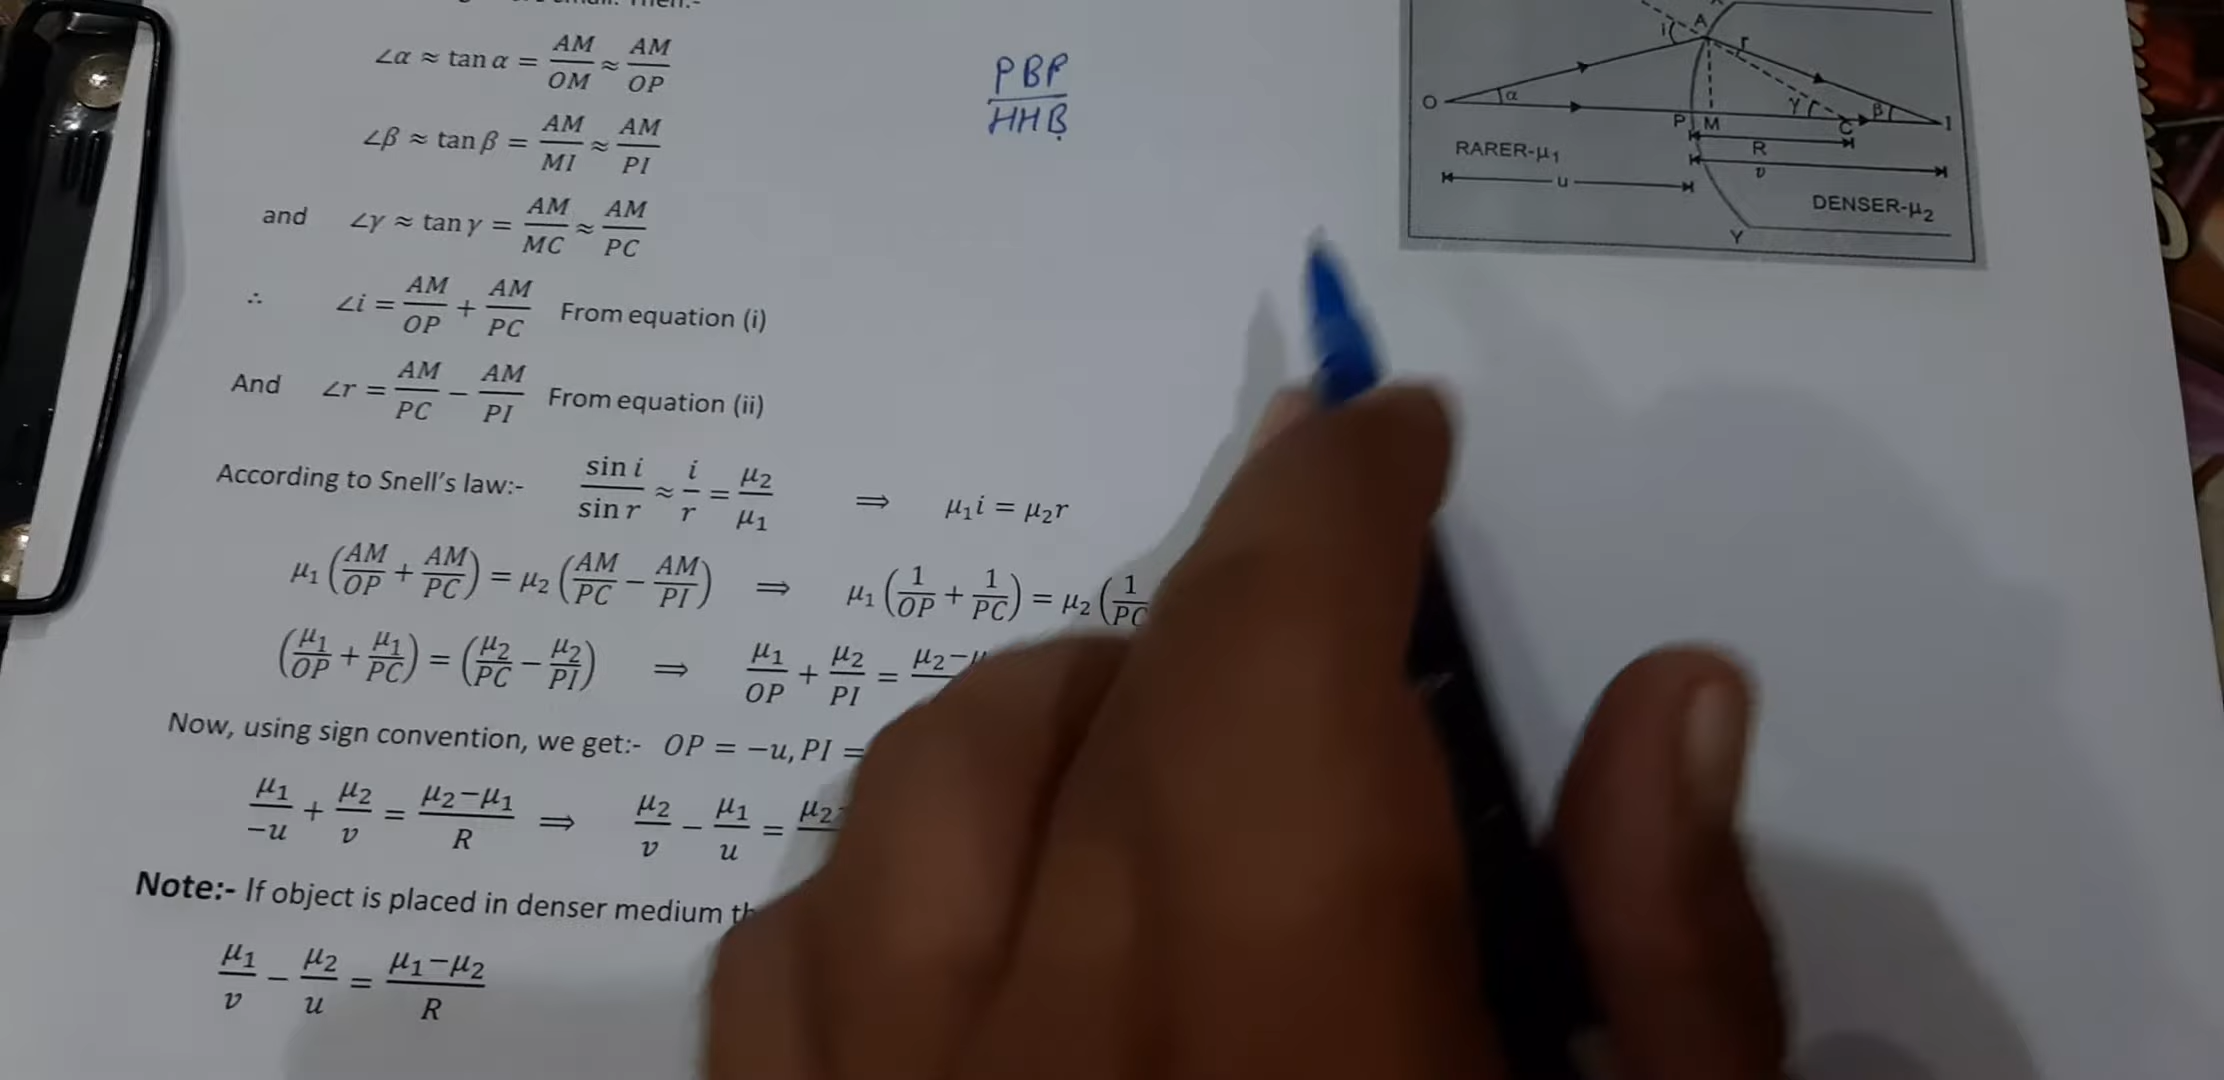 ∠α ≈ tan α = AM/OM ≈ AM/OP
∠β ≈ tan β = AM/MI ≈ AM/PI
and ∠γ ≈ tan γ = AM/MC ≈ AM/PC
∴ ∠i = AM/OP + AM/PC From equation (i)
And ∠r = AM/PC − AM/PI From equation (ii)
According to Snell's law:- sin i/sin r ≈ i/r = μ₂/μ₁ ⟹ μ₁i = μ₂r
μ₁(AM/OP + AM/PC) = μ₂(AM/PC − AM/PI) ⟹ μ₁(1/OP + 1/PC) = μ₂(1/PC
(μ₁/OP + μ₁/PC) = (μ₂/PC − μ₂/PI) ⟹ μ₁/OP + μ₂/PI = μ₂−
Now, using sign convention, we get:- OP = −u, PI =
μ₁/−u + μ₂/v = μ₂−μ₁/R ⟹ μ₂/v − μ₁/u = μ₂
Note:- If object is placed in denser medium
μ₁/v − μ₂/u = μ₁−μ₂/R
PBP
HHB
A
i
r
O
α
γ
β
P
M
C
I
RARER-μ₁
R
u
v
DENSER-μ₂
Y